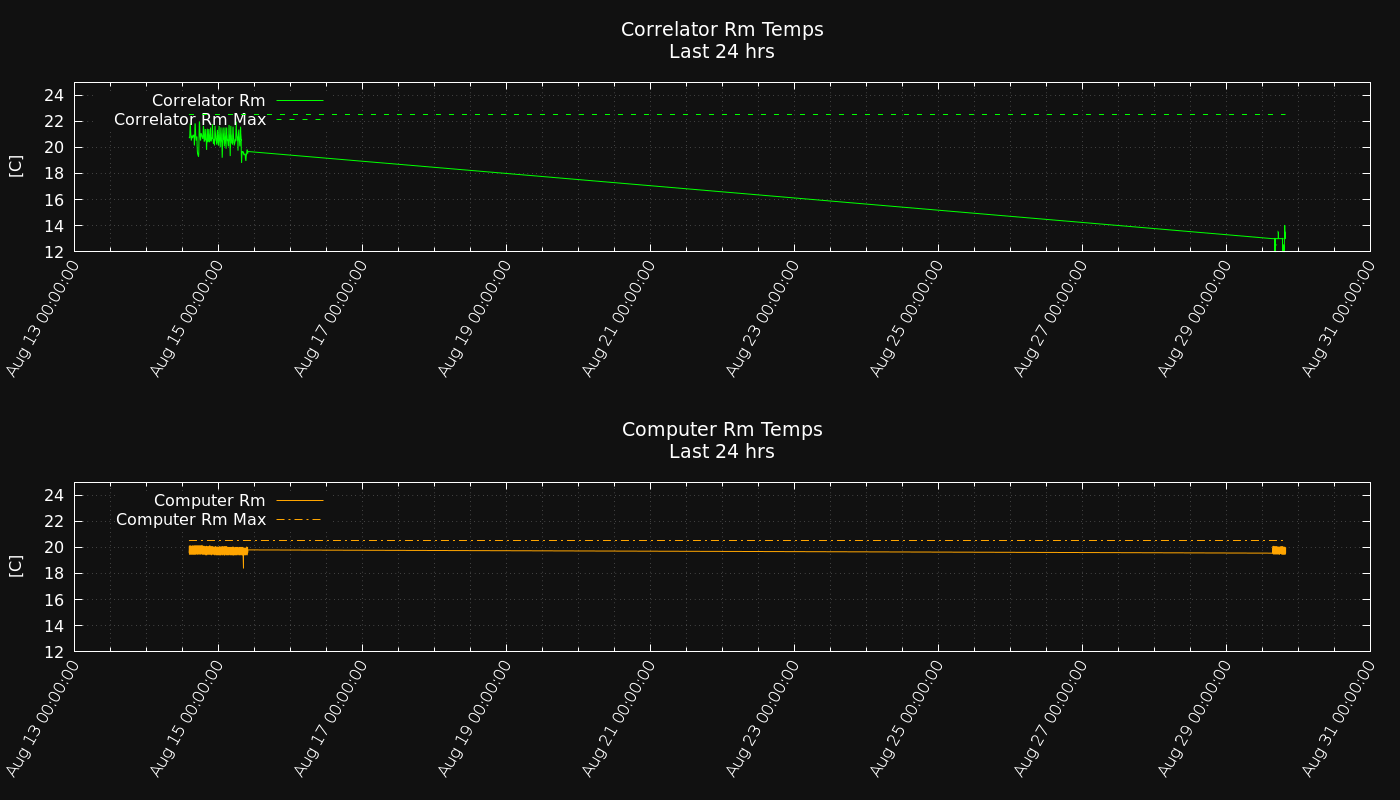 Correlator Rm Temps
Last 24 hrs
Correlator Rm
Correlator Rm Max
[C]
24
22
20
18
16
14
12
Aug 13 00:00:00
Aug 15 00:00:00
Aug 17 00:00:00
Aug 19 00:00:00
Aug 21 00:00:00
Aug 23 00:00:00
Aug 25 00:00:00
Aug 27 00:00:00
Aug 29 00:00:00
Aug 31 00:00:00
Computer Rm Temps
Last 24 hrs
Computer Rm
Computer Rm Max
[C]
24
22
20
18
16
14
12
Aug 13 00:00:00
Aug 15 00:00:00
Aug 17 00:00:00
Aug 19 00:00:00
Aug 21 00:00:00
Aug 23 00:00:00
Aug 25 00:00:00
Aug 27 00:00:00
Aug 29 00:00:00
Aug 31 00:00:00